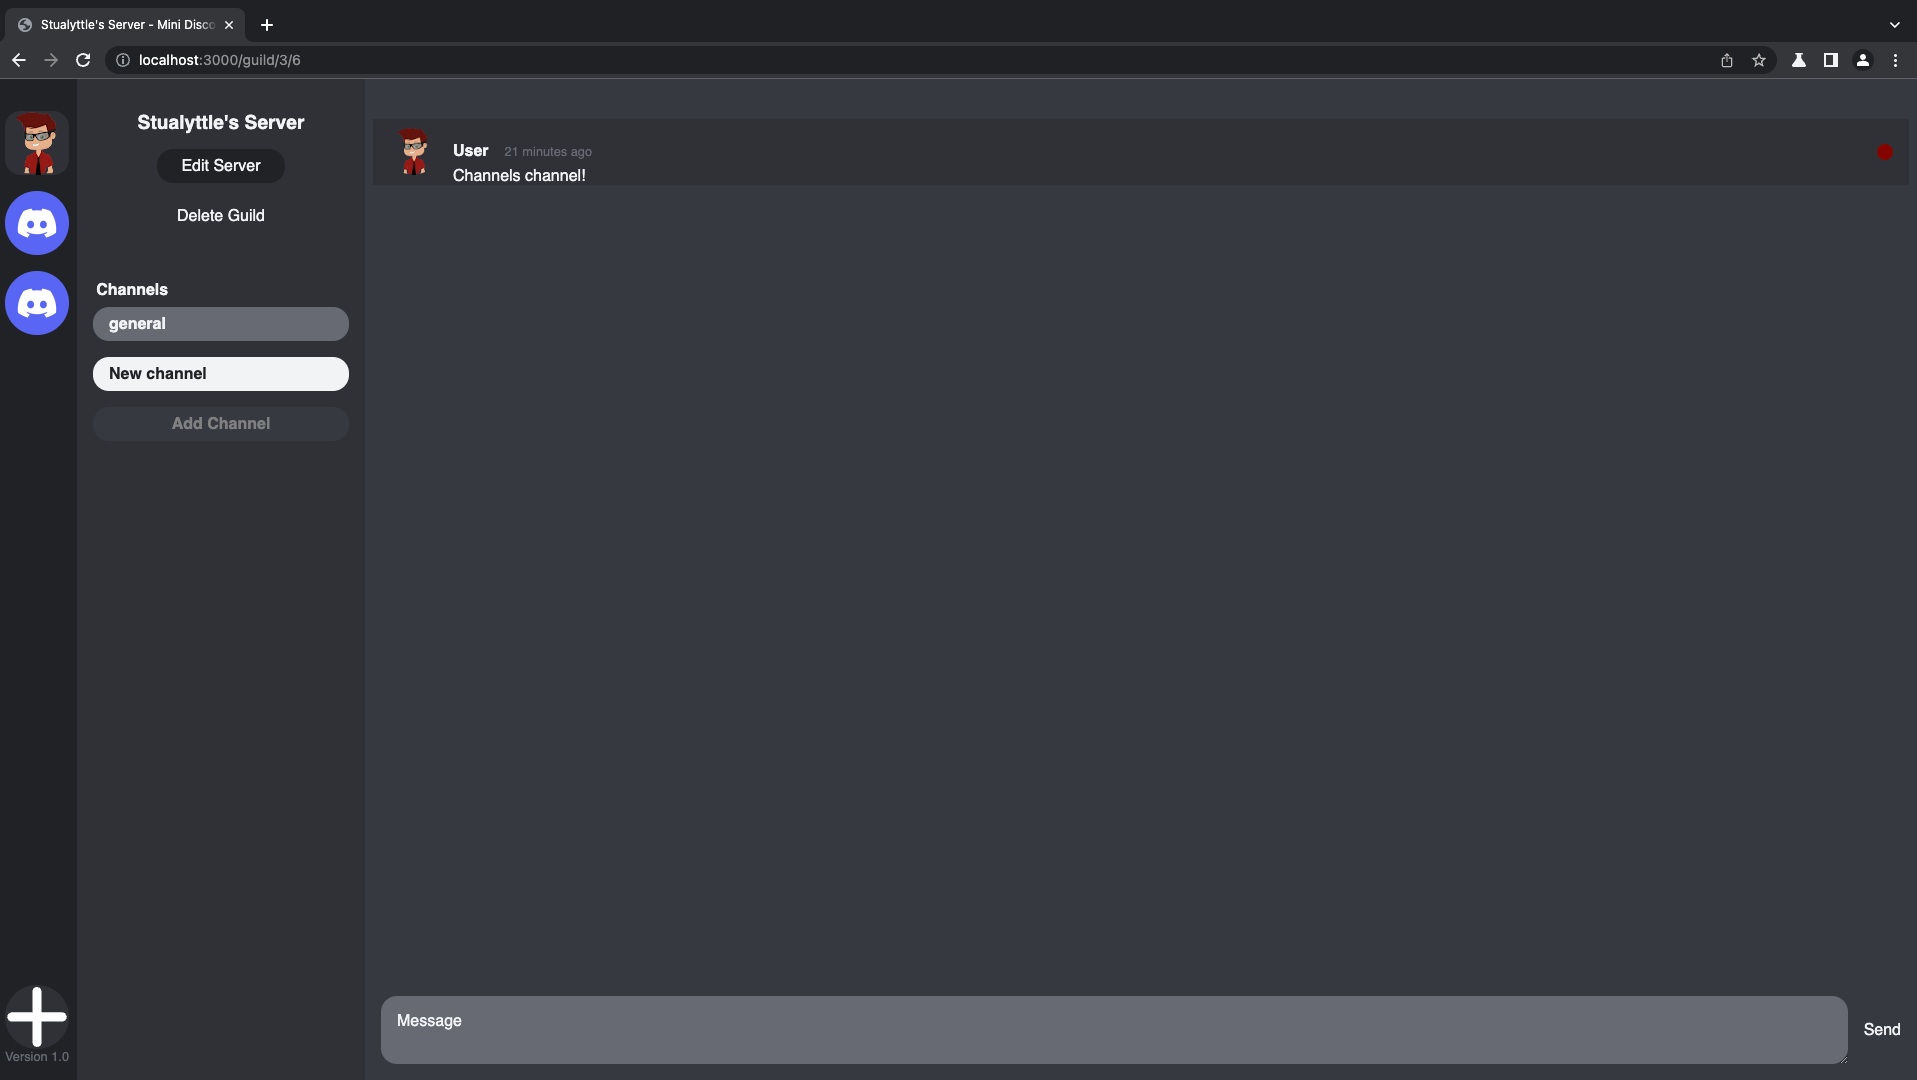 Stualyttle's Server - Mini Disco
localhost:3000/guild/3/6
Stualyttle's Server
Edit Server
Delete Guild
Channels
general
New channel
Add Channel
Version 1.0
User 21 minutes ago
Channels channel!
Message
Send